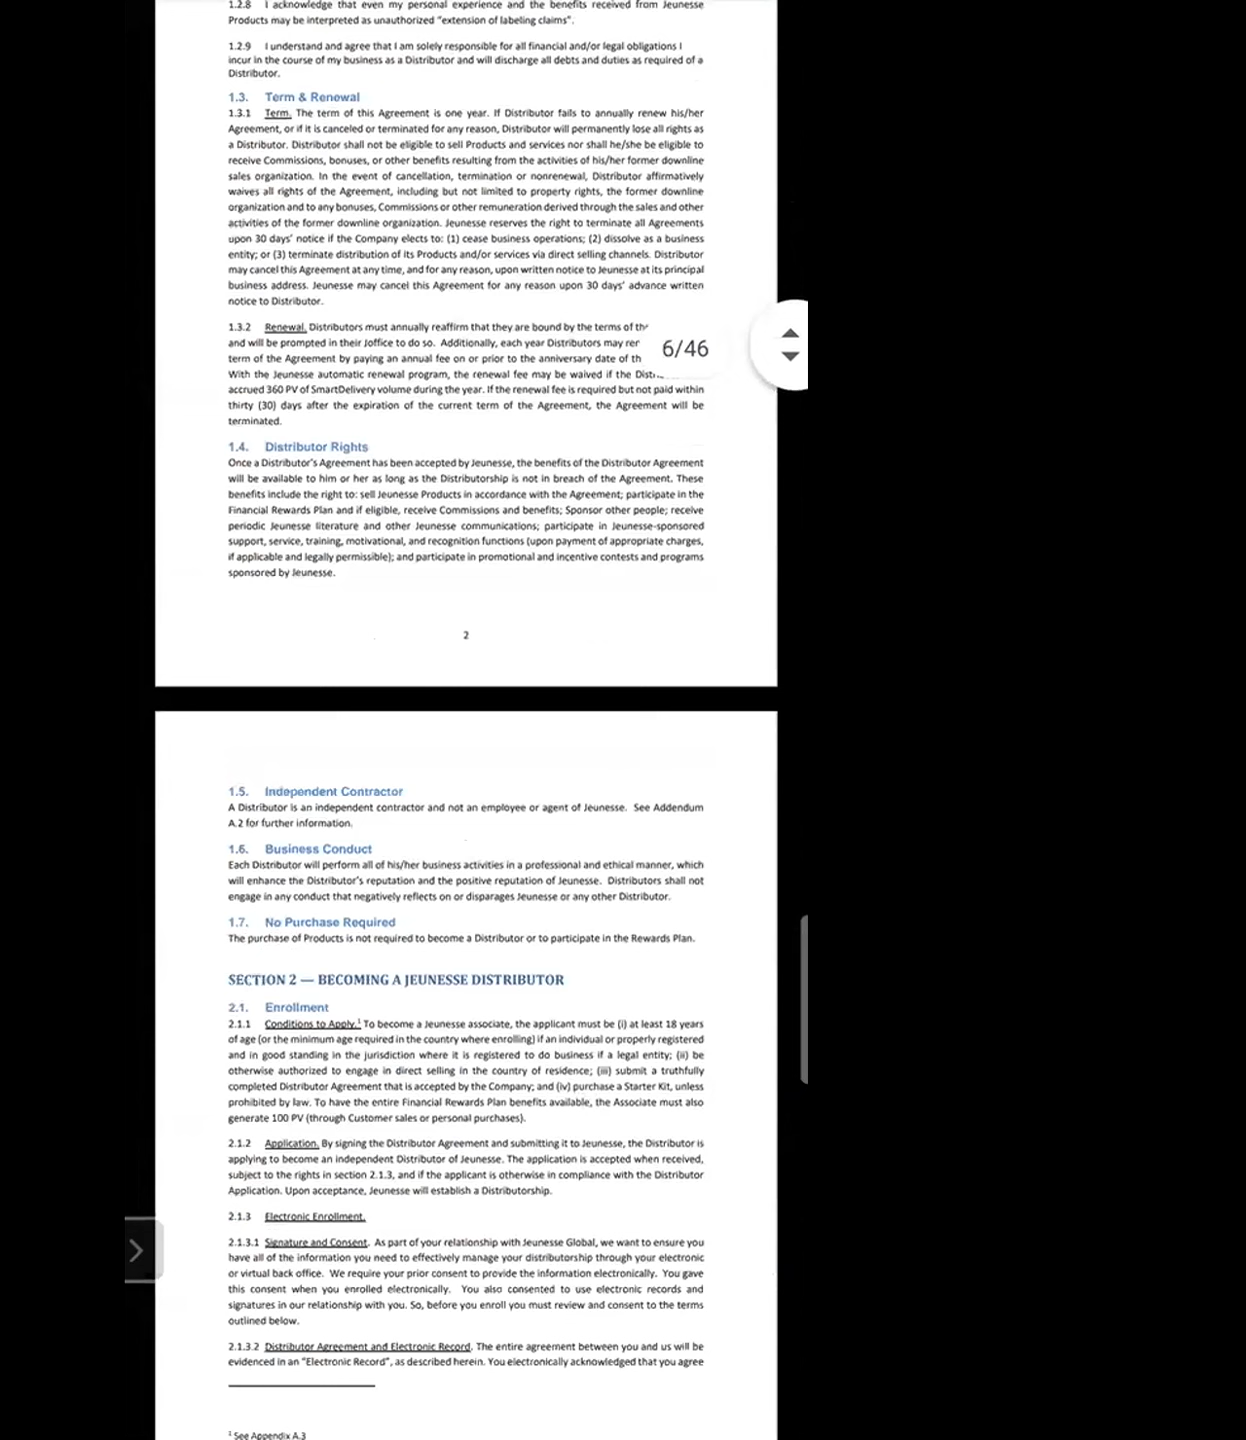 1.2.8 I acknowledge that even my personal experience and the benefits received from Jeunesse
Products may be interpreted as unauthorized "extension of labeling claims".
1.2.9 I understand and agree that I am solely responsible for all financial and/or legal obligations I
incur in the course of my business as a Distributor and will discharge all debts and duties as required of a
Distributor.
1.3. Term & Renewal
1.3.1 Term. The term of this Agreement is one year. If Distributor fails to annually renew his/her
Agreement, or if it is canceled or terminated for any reason, Distributor will permanently lose all rights as
a Distributor. Distributor shall not be eligible to sell Products and services nor shall he/she be eligible to
receive Commissions, bonuses, or other benefits resulting from the activities of his/her former downline
sales organization. In the event of cancellation, termination or nonrenewal, Distributor affirmatively
waives all rights of the Agreement, including but not limited to property rights, the former downline
organization and to any bonuses, Commissions or other remuneration derived through the sales and other
activities of the former downline organization. Jeunesse reserves the right to terminate all Agreements
upon 30 days' notice if the Company elects to: (1) cease business operations; (2) dissolve as a business
entity; or (3) terminate distribution of its Products and/or services via direct selling channels. Distributor
may cancel this Agreement at any time, and for any reason, upon written notice to Jeunesse at its principal
business address. Jeunesse may cancel this Agreement for any reason upon 30 days' advance written
notice to Distributor.
1.3.2 Renewal. Distributors must annually reaffirm that they are bound by the terms of
and will be prompted in their Joffice to do so. Additionally, each year Distributors may
term of the Agreement by paying an annual fee on or prior to the anniversary date of
6/46
With the Jeunesse automatic renewal program, the renewal fee may be waived if the
accrued 360 PV of SmartDelivery volume during the year. If the renewal fee is required but not paid within
thirty (30) days after the expiration of the current term of the Agreement, the Agreement will be
terminated.
1.4. Distributor Rights
Once a Distributor's Agreement has been accepted by Jeunesse, the benefits of the Distributor Agreement
will be available to him or her as long as the Distributorship is not in breach of the Agreement. These
benefits include the right to: sell Jeunesse Products in accordance with the Agreement; participate in the
Financial Rewards Plan and if eligible, receive Commissions and benefits; Sponsor other people; receive
periodic Jeunesse literature and other Jeunesse communications; participate in Jeunesse-sponsored
support, service, training, motivational, and recognition functions (upon payment of appropriate charges,
if applicable and legally permissible); and participate in promotional and incentive contests and programs
sponsored by Jeunesse.
2
1.5. Independent Contractor
A Distributor is an independent contractor and not an employee or agent of Jeunesse. See Addendum
A.2 for further information.
1.6. Business Conduct
Each Distributor will perform all of his/her business activities in a professional and ethical manner, which
will enhance the Distributor's reputation and the positive reputation of Jeunesse. Distributors shall not
engage in any conduct that negatively reflects on or disparages Jeunesse or any other Distributor.
1.7. No Purchase Required
The purchase of Products is not required to become a Distributor or to participate in the Rewards Plan.
SECTION 2 — BECOMING A JEUNESSE DISTRIBUTOR
2.1. Enrollment
2.1.1 Conditions to Apply.¹ To become a Jeunesse associate, the applicant must be (i) at least 18 years
of age (or the minimum age required in the country where enrolling) if an individual or properly registered
and in good standing in the jurisdiction where it is registered to do business if a legal entity; (ii) be
otherwise authorized to engage in direct selling in the country of residence; (iii) submit a truthfully
completed Distributor Agreement that is accepted by the Company; and (iv) purchase a Starter Kit, unless
prohibited by law. To have the entire Financial Rewards Plan benefits available, the Associate must also
generate 100 PV (through Customer sales or personal purchases).
2.1.2 Application. By signing the Distributor Agreement and submitting it to Jeunesse, the Distributor is
applying to become an independent Distributor of Jeunesse. The application is accepted when received,
subject to the rights in section 2.1.3, and if the applicant is otherwise in compliance with the Distributor
Application. Upon acceptance, Jeunesse will establish a Distributorship.
2.1.3 Electronic Enrollment.
2.1.3.1 Signature and Consent. As part of your relationship with Jeunesse Global, we want to ensure you
have all of the information you need to effectively manage your distributorship through your electronic
or virtual back office. We require your prior consent to provide the information electronically. You gave
this consent when you enrolled electronically. You also consented to use electronic records and
signatures in our relationship with you. So, before you enroll you must review and consent to the terms
outlined below.
2.1.3.2 Distributor Agreement and Electronic Record. The entire agreement between you and us will be
evidenced in an "Electronic Record", as described herein. You electronically acknowledged that you agree
¹ See Appendix A.3